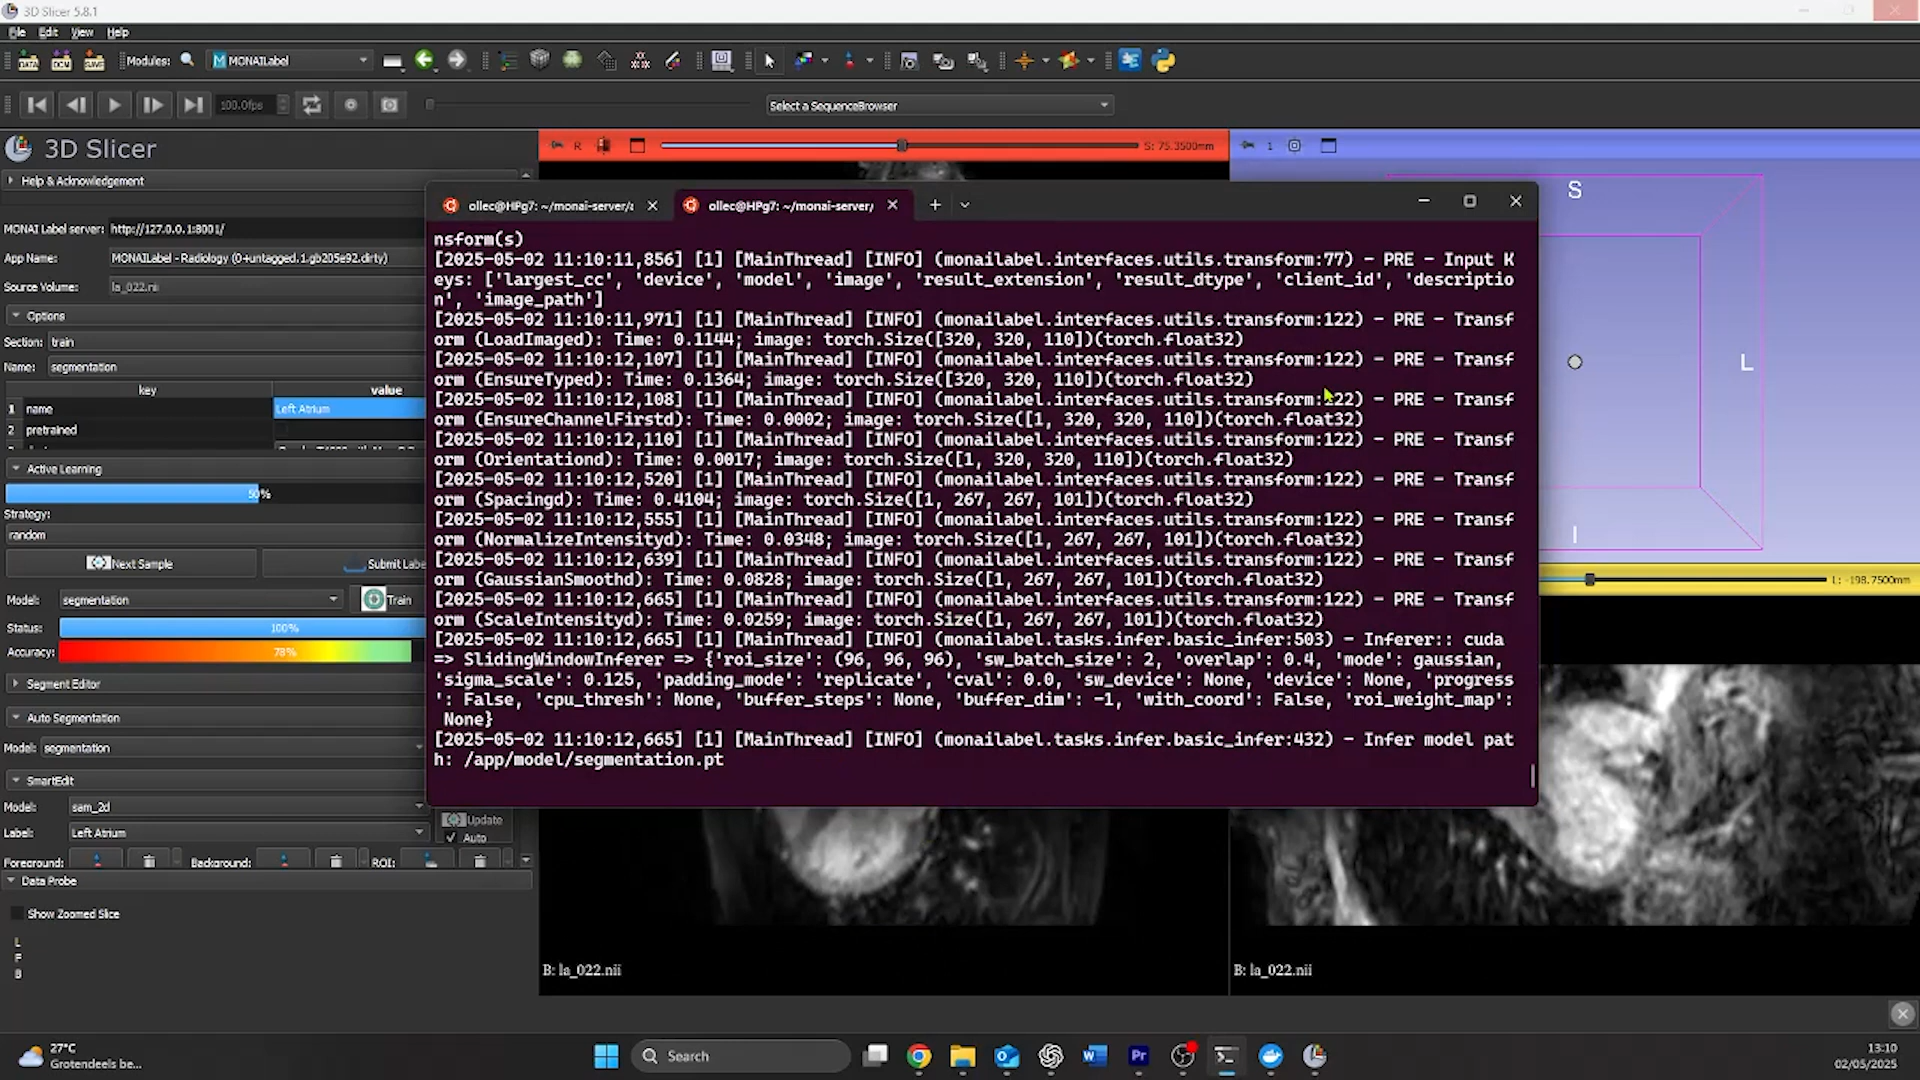 3D Slicer 5.8.1
File Edit View Help
DATA DCM SAVE Modules: MONAILabel
100.0fps Select a SequenceBrowser
3D Slicer
Help & Acknowledgement
MONAI Label server: http://127.0.0.1:8001/
App Name: MONAILabel - Radiology (0+untagged.1.gb205e92.dirty)
Source Volume: la_022.nii
Options
Section: train
Name: segmentation
key value
1 name Left Atrium
2 pretrained
Active Learning
50%
Strategy:
random
Next Sample Submit Labe
Model: segmentation Train
Status: 100%
Accuracy: 78%
Segment Editor
Auto Segmentation
Model: segmentation
SmartEdit
Model: sam_2d Update
Label: Left Atrium Auto
Foreground: Background: ROI:
Data Probe
Show Zoomed Slice
L
F
B
R S: 75.3500mm
1
S
L
I
L: -198.7500mm
ollec@HPg7: ~/monai-server/a ollec@HPg7: ~/monai-server/
nsform(s)
[2025-05-02 11:10:11,856] [1] [MainThread] [INFO] (monailabel.interfaces.utils.transform:77) - PRE - Input K
eys: ['largest_cc', 'device', 'model', 'image', 'result_extension', 'result_dtype', 'client_id', 'descriptio
n', 'image_path']
[2025-05-02 11:10:11,971] [1] [MainThread] [INFO] (monailabel.interfaces.utils.transform:122) - PRE - Transf
orm (LoadImaged): Time: 0.1144; image: torch.Size([320, 320, 110])(torch.float32)
[2025-05-02 11:10:12,107] [1] [MainThread] [INFO] (monailabel.interfaces.utils.transform:122) - PRE - Transf
orm (EnsureTyped): Time: 0.1364; image: torch.Size([320, 320, 110])(torch.float32)
[2025-05-02 11:10:12,108] [1] [MainThread] [INFO] (monailabel.interfaces.utils.transform:122) - PRE - Transf
orm (EnsureChannelFirstd): Time: 0.0002; image: torch.Size([1, 320, 320, 110])(torch.float32)
[2025-05-02 11:10:12,110] [1] [MainThread] [INFO] (monailabel.interfaces.utils.transform:122) - PRE - Transf
orm (Orientationd): Time: 0.0017; image: torch.Size([1, 320, 320, 110])(torch.float32)
[2025-05-02 11:10:12,520] [1] [MainThread] [INFO] (monailabel.interfaces.utils.transform:122) - PRE - Transf
orm (Spacingd): Time: 0.4104; image: torch.Size([1, 267, 267, 101])(torch.float32)
[2025-05-02 11:10:12,555] [1] [MainThread] [INFO] (monailabel.interfaces.utils.transform:122) - PRE - Transf
orm (NormalizeIntensityd): Time: 0.0348; image: torch.Size([1, 267, 267, 101])(torch.float32)
[2025-05-02 11:10:12,639] [1] [MainThread] [INFO] (monailabel.interfaces.utils.transform:122) - PRE - Transf
orm (GaussianSmoothd): Time: 0.0828; image: torch.Size([1, 267, 267, 101])(torch.float32)
[2025-05-02 11:10:12,665] [1] [MainThread] [INFO] (monailabel.interfaces.utils.transform:122) - PRE - Transf
orm (ScaleIntensityd): Time: 0.0259; image: torch.Size([1, 267, 267, 101])(torch.float32)
[2025-05-02 11:10:12,665] [1] [MainThread] [INFO] (monailabel.tasks.infer.basic_infer:503) - Inferer:: cuda
=> SlidingWindowInferer => {'roi_size': (96, 96, 96), 'sw_batch_size': 2, 'overlap': 0.4, 'mode': gaussian,
'sigma_scale': 0.125, 'padding_mode': 'replicate', 'cval': 0.0, 'sw_device': None, 'device': None, 'progress
': False, 'cpu_thresh': None, 'buffer_steps': None, 'buffer_dim': -1, 'with_coord': False, 'roi_weight_map':
None}
[2025-05-02 11:10:12,665] [1] [MainThread] [INFO] (monailabel.tasks.infer.basic_infer:432) - Infer model pat
h: /app/model/segmentation.pt
B: la_022.nii B: la_022.nii
27°C
Grotendeels be...
Search
13:10
02/05/2025